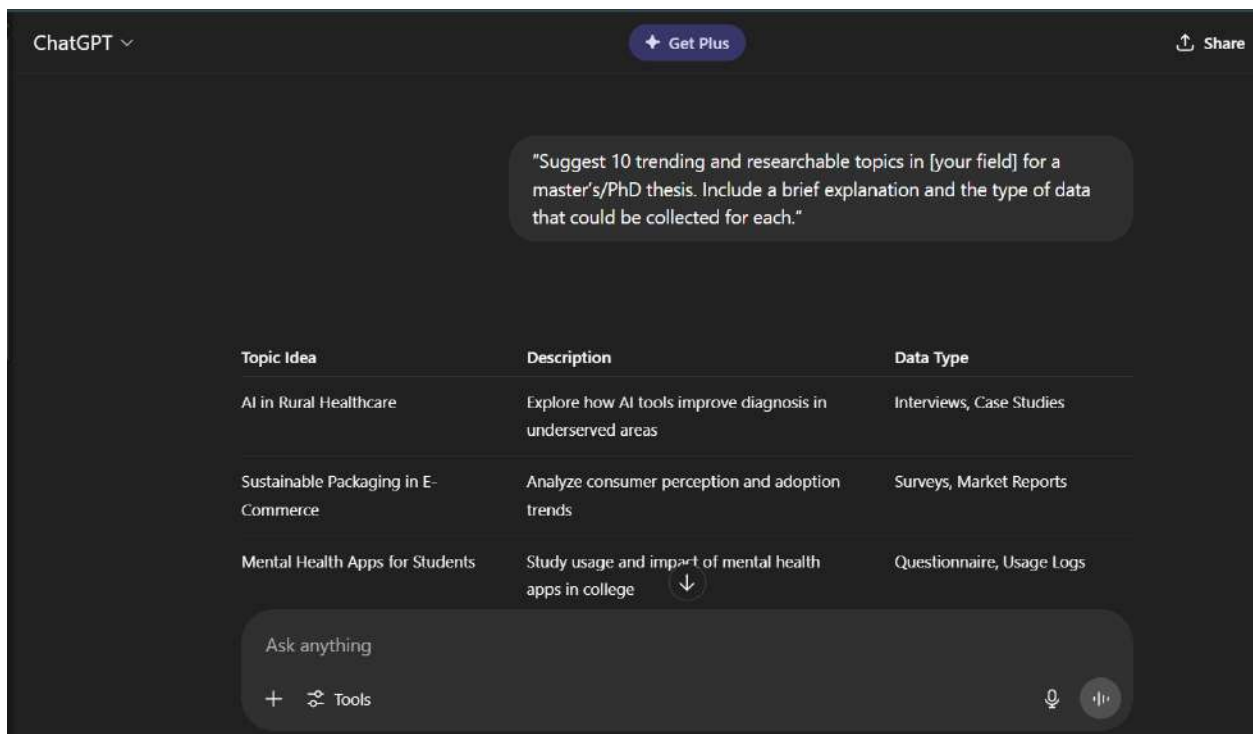 ChatGPT
Get Plus
Share
"Suggest 10 trending and researchable topics in [your field] for a
master's/PhD thesis. Include a brief explanation and the type of data
that could be collected for each."
Topic Idea Description Data Type
AI in Rural Healthcare Explore how AI tools improve diagnosis in Interviews, Case Studies
underserved areas
Sustainable Packaging in E- Analyze consumer perception and adoption Surveys, Market Reports
Commerce trends
Mental Health Apps for Students Study usage and impact of mental health Questionnaire, Usage Logs
apps in college
Ask anything
Tools